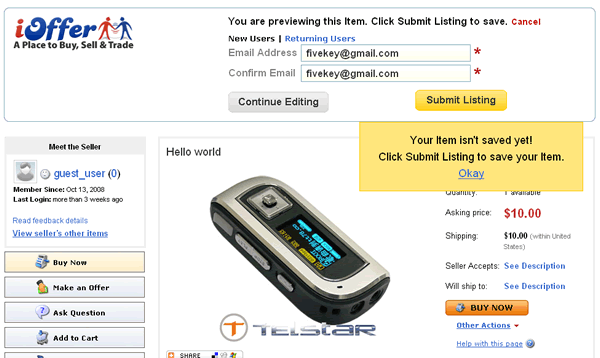 iOffer
A Place to Buy, Sell & Trade
You are previewing this Item. Click Submit Listing to save. Cancel
New Users | Returning Users
Email Address fivekey@gmail.com *
Confirm Email fivekey@gmail.com *
Continue Editing
Submit Listing
Your Item isn't saved yet!
Click Submit Listing to save your Item.
Okay
Meet the Seller
guest_user (0)
Member Since: Oct 13, 2008
Last Login: more than 3 weeks ago
Read feedback details
View seller's other items
Buy Now
Make an Offer
Ask Question
Add to Cart
Hello world
TELSTAR
SHARE
Quantity: 1 available
Asking price: $10.00
Shipping: $10.00 (within United
States)
Seller Accepts: See Description
Will ship to: See Description
BUY NOW
Other Actions
Help with this page ?